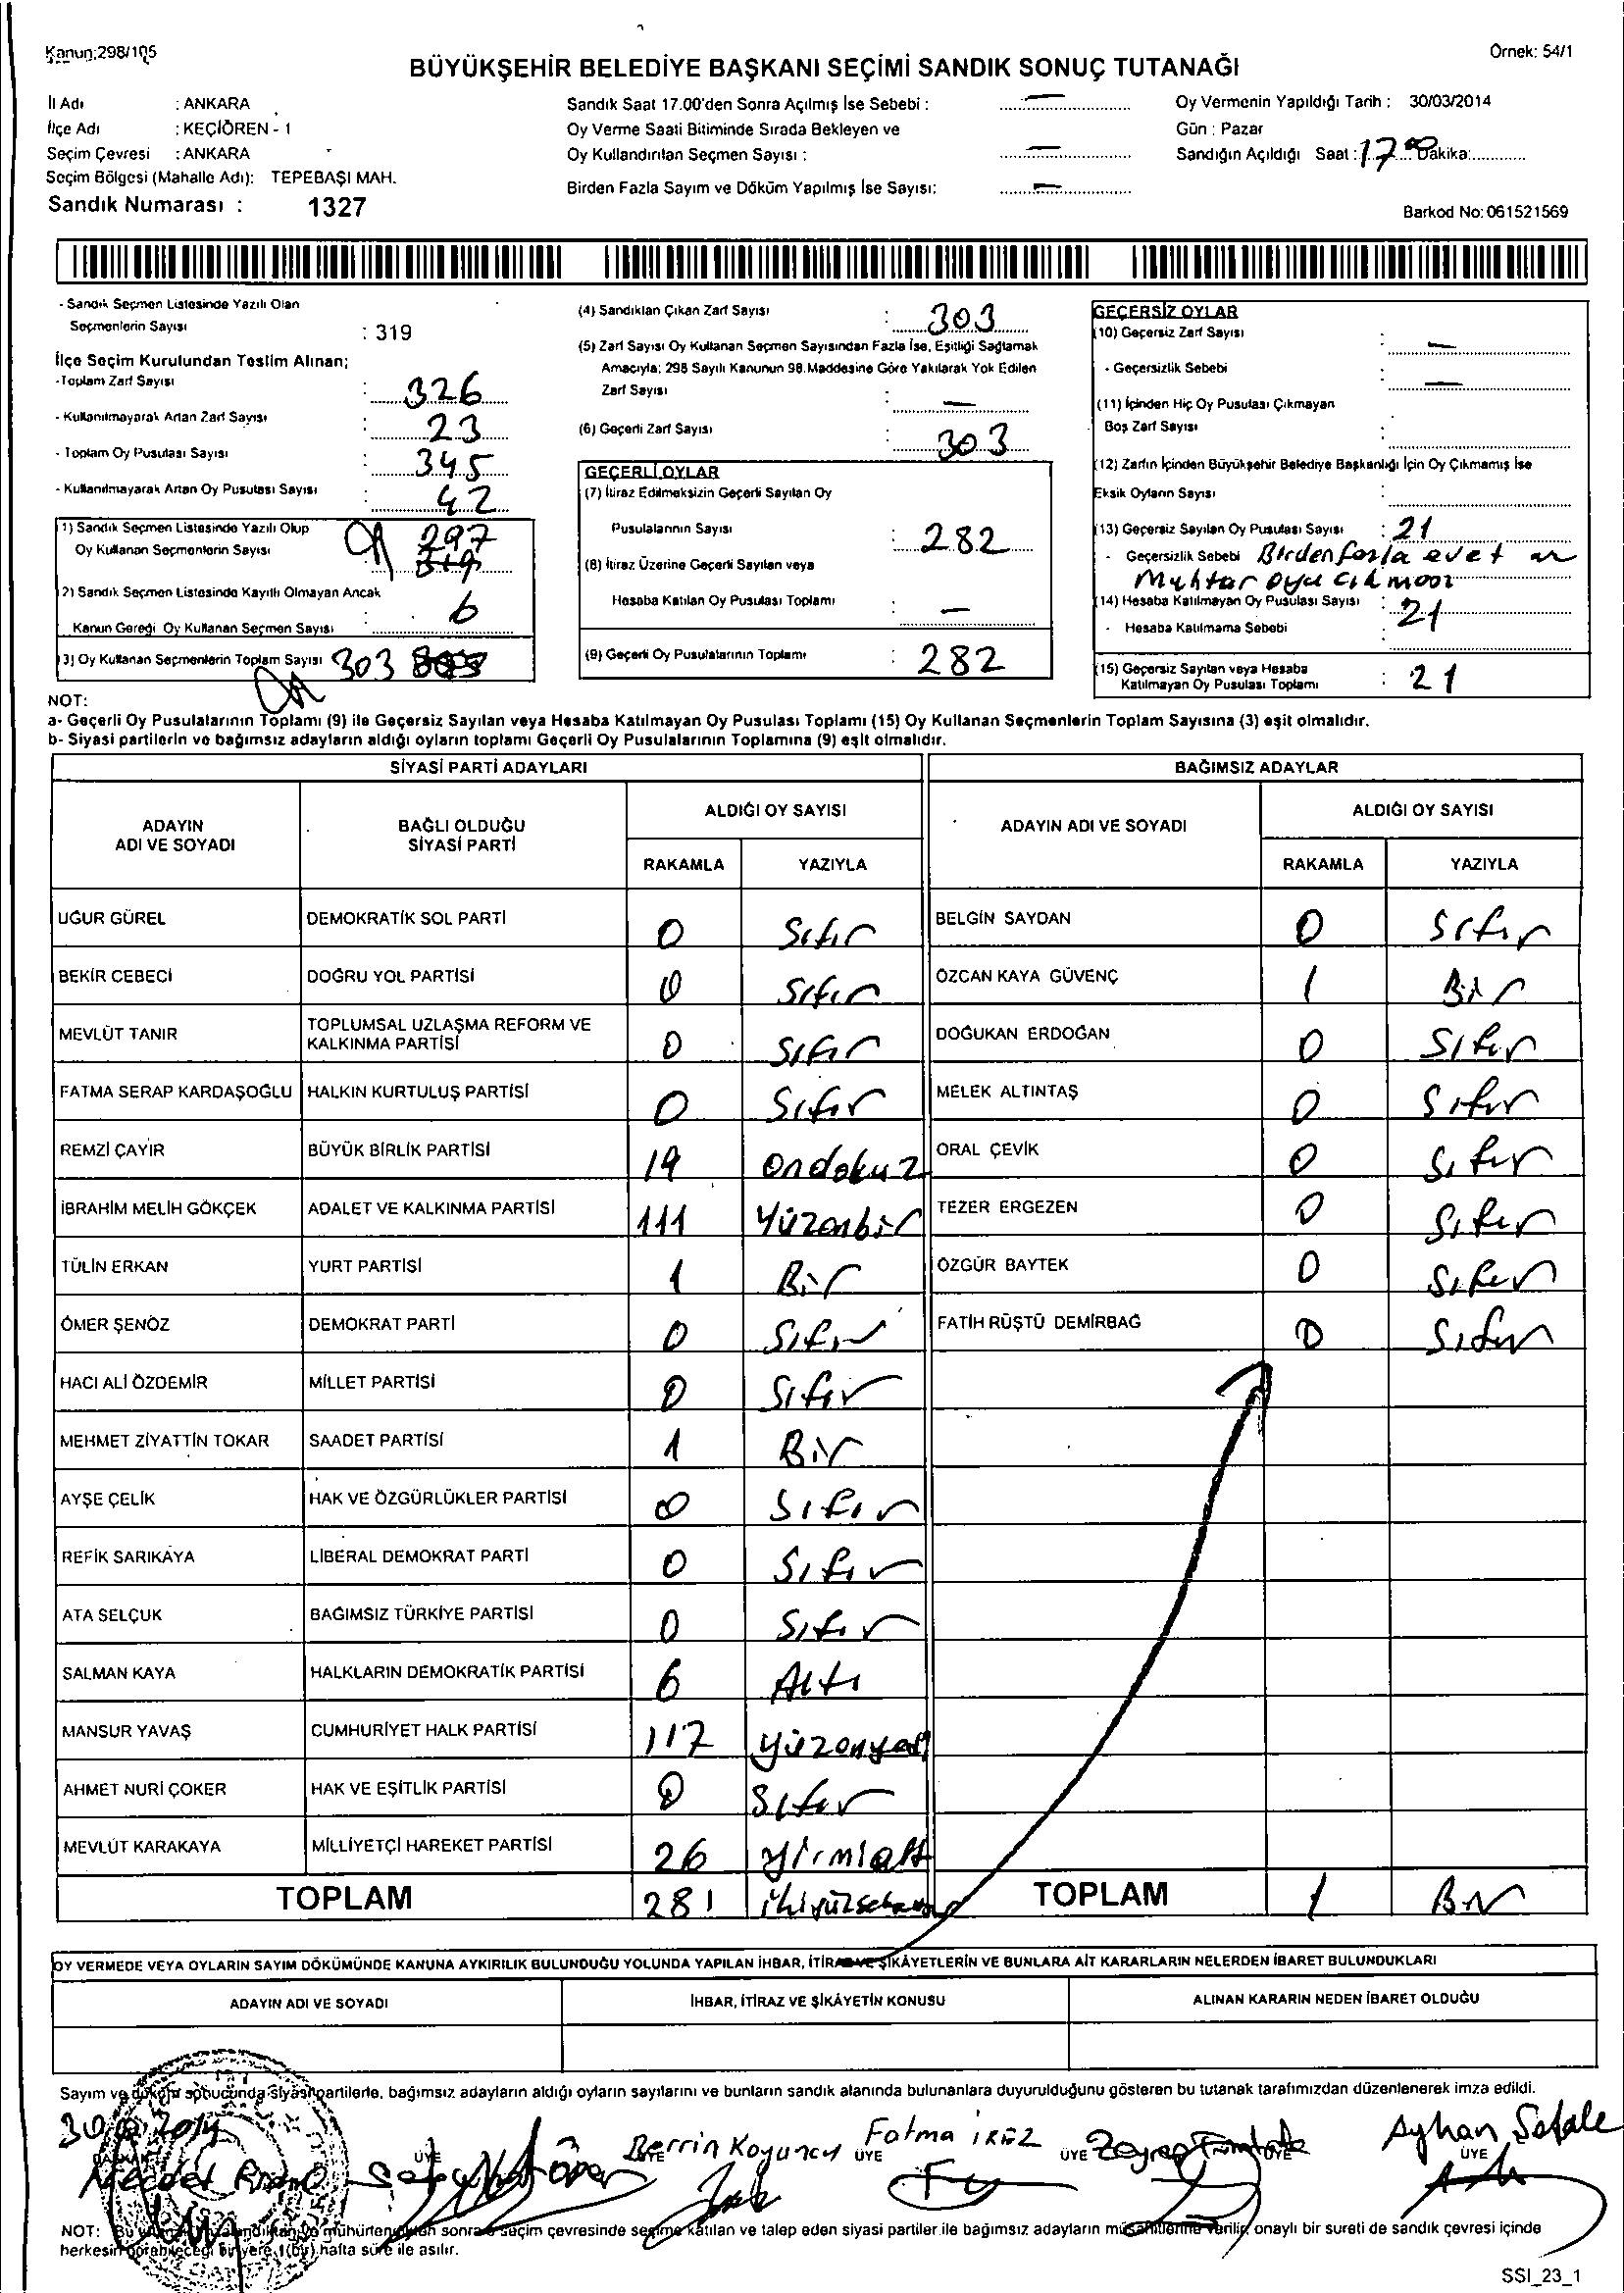 Kanun:298/105
Örnek: 54/1
BÜYÜKŞEHİR BELEDİYE BAŞKANI SEÇİMİ SANDIK SONUÇ TUTANAĞI
İl Adı : ANKARA
İlçe Adı : KEÇİÖREN - 1
Seçim Çevresi : ANKARA
Seçim Bölgesi (Mahalle Adı): TEPEBAŞI MAH.
Sandık Numarası : 1327
Sandık Saat 17.00'den Sonra Açılmış İse Sebebi : —
Oy Verme Saati Bitiminde Sırada Bekleyen ve
Oy Kullandırılan Seçmen Sayısı : —
Birden Fazla Sayım ve Döküm Yapılmış İse Sayısı: —
Oy Vermenin Yapıldığı Tarih : 30/03/2014
Gün : Pazar
Sandığın Açıldığı Saat : 17 00 Dakika:
Barkod No: 061521569
- Sandık Seçmen Listesinde Yazılı Olan
Seçmenlerin Sayısı : 319
İlçe Seçim Kurulundan Teslim Alınan;
-Toplam Zarf Sayısı : 326
- Kullanılmayarak Artan Zarf Sayısı : 23
- Toplam Oy Pusulası Sayısı : 345
- Kullanılmayarak Artan Oy Pusulası Sayısı : 42
1) Sandık Seçmen Listesinde Yazılı Olup
Oy Kullanan Seçmenlerin Sayısı 297
319
2) Sandık Seçmen Listesinde Kayıtlı Olmayan Ancak
Kanun Gereği Oy Kullanan Seçmen Sayısı : 6
3) Oy Kullanan Seçmenlerin Toplam Sayısı 303
(4) Sandıktan Çıkan Zarf Sayısı : 303
(5) Zarf Sayısı Oy Kullanan Seçmen Sayısından Fazla İse, Eşitliği Sağlamak
Amacıyla; 298 Sayılı Kanunun 98.Maddesine Göre Yakılarak Yok Edilen
Zarf Sayısı : —
(6) Geçerli Zarf Sayısı : 303
GEÇERLİ OYLAR
(7) İtiraz Edilmeksizin Geçerli Sayılan Oy
Pusulalarının Sayısı : 282
(8) İtiraz Üzerine Geçerli Sayılan veya
Hesaba Katılan Oy Pusulası Toplamı —
(9) Geçerli Oy Pusulalarının Toplamı : 282
GEÇERSİZ OYLAR
(10) Geçersiz Zarf Sayısı : —
- Geçersizlik Sebebi : —
(11) İçinden Hiç Oy Pusulası Çıkmayan
Boş Zarf Sayısı :
(12) Zarfın İçinden Büyükşehir Belediye Başkanlığı İçin Oy Çıkmamış İse
Eksik Oyların Sayısı :
(13) Geçersiz Sayılan Oy Pusulası Sayısı : 21
- Geçersizlik Sebebi Birden fazla evet
Muhtar oyu
(14) Hesaba Katılmayan Oy Pusulası Sayısı : 21
- Hesaba Katılmama Sebebi
(15) Geçersiz Sayılan veya Hesaba
Katılmayan Oy Pusulası Toplamı : 21
NOT:
a- Geçerli Oy Pusulalarının Toplamı (9) ile Geçersiz Sayılan veya Hesaba Katılmayan Oy Pusulası Toplamı (15) Oy Kullanan Seçmenlerin Toplam Sayısına (3) eşit olmalıdır.
b- Siyasi partilerin ve bağımsız adayların aldığı oyların toplamı Geçerli Oy Pusulalarının Toplamına (9) eşit olmalıdır.
SİYASİ PARTİ ADAYLARI
ADAYIN
ADI VE SOYADI
BAĞLI OLDUĞU
SİYASİ PARTİ
ALDIĞI OY SAYISI
RAKAMLA YAZIYLA
UĞUR GÜREL DEMOKRATİK SOL PARTİ 0 Sıfır
BEKİR CEBECİ DOĞRU YOL PARTİSİ 0 Sıfır
MEVLÜT TANIR TOPLUMSAL UZLAŞMA REFORM VE
KALKINMA PARTİSİ 0 Sıfır
FATMA SERAP KARDAŞOĞLU HALKIN KURTULUŞ PARTİSİ 0 Sıfır
REMZİ ÇAYIR BÜYÜK BİRLİK PARTİSİ 19 ondokuz
İBRAHİM MELİH GÖKÇEK ADALET VE KALKINMA PARTİSİ 111 Yüzonbir
TÜLİN ERKAN YURT PARTİSİ 1 Bir
ÖMER ŞENÖZ DEMOKRAT PARTİ 0 Sıfır
HACI ALİ ÖZDEMİR MİLLET PARTİSİ 0 Sıfır
MEHMET ZİYATTİN TOKAR SAADET PARTİSİ 1 Bir
AYŞE ÇELİK HAK VE ÖZGÜRLÜKLER PARTİSİ 0 Sıfır
REFİK SARIKAYA LİBERAL DEMOKRAT PARTİ 0 Sıfır
ATA SELÇUK BAĞIMSIZ TÜRKİYE PARTİSİ 0 Sıfır
SALMAN KAYA HALKLARIN DEMOKRATİK PARTİSİ 6 Altı
MANSUR YAVAŞ CUMHURİYET HALK PARTİSİ 117 yüzonyedi
AHMET NURİ ÇOKER HAK VE EŞİTLİK PARTİSİ 0 Sıfır
MEVLÜT KARAKAYA MİLLİYETÇİ HAREKET PARTİSİ 26 yirmialtı
TOPLAM 281
BAĞIMSIZ ADAYLAR
ADAYIN ADI VE SOYADI
ALDIĞI OY SAYISI
RAKAMLA YAZIYLA
BELGİN SAYDAN 0 Sıfır
ÖZCAN KAYA GÜVENÇ 1 Bir
DOĞUKAN ERDOĞAN 0 Sıfır
MELEK ALTINTAŞ 0 Sıfır
ORAL ÇEVİK 0 Sıfır
TEZER ERGEZEN 0 Sıfır
ÖZGÜR BAYTEK 0 Sıfır
FATİH RÜŞTÜ DEMİRBAĞ 0 Sıfır
TOPLAM 1 Bir
OY VERMEDE VEYA OYLARIN SAYIM DÖKÜMÜNDE KANUNA AYKIRILIK BULUNDUĞU YOLUNDA YAPILAN İHBAR, İTİRAZ VE ŞİKÂYETLERİN VE BUNLARA AİT KARARLARIN NELERDEN İBARET BULUNDUKLARI
ADAYIN ADI VE SOYADI
İHBAR, İTİRAZ VE ŞİKÂYETİN KONUSU
ALINAN KARARIN NEDEN İBARET OLDUĞU
Sayım ve döküm sonucunda siyasi partilerle, bağımsız adayların aldığı oyların sayılarını ve bunların sandık alanında bulunanlara duyurulduğunu gösteren bu tutanak tarafımızdan düzenlenerek imza edildi.
BAŞKAN ÜYE ÜYE ÜYE ÜYE ÜYE ÜYE
Berrin Koyuncu
Fatma
Zeynep
Ayhan
NOT: Bu tutanak imzalandıktan ve mühürlendikten sonra seçim çevresinde seçime katılan ve talep eden siyasi partiler ile bağımsız adayların müşahitlerine verilir, onaylı bir sureti de sandık çevresi içinde
herkesin görebileceği bir yere 1(bir) hafta süre ile asılır.
SSI_23_1